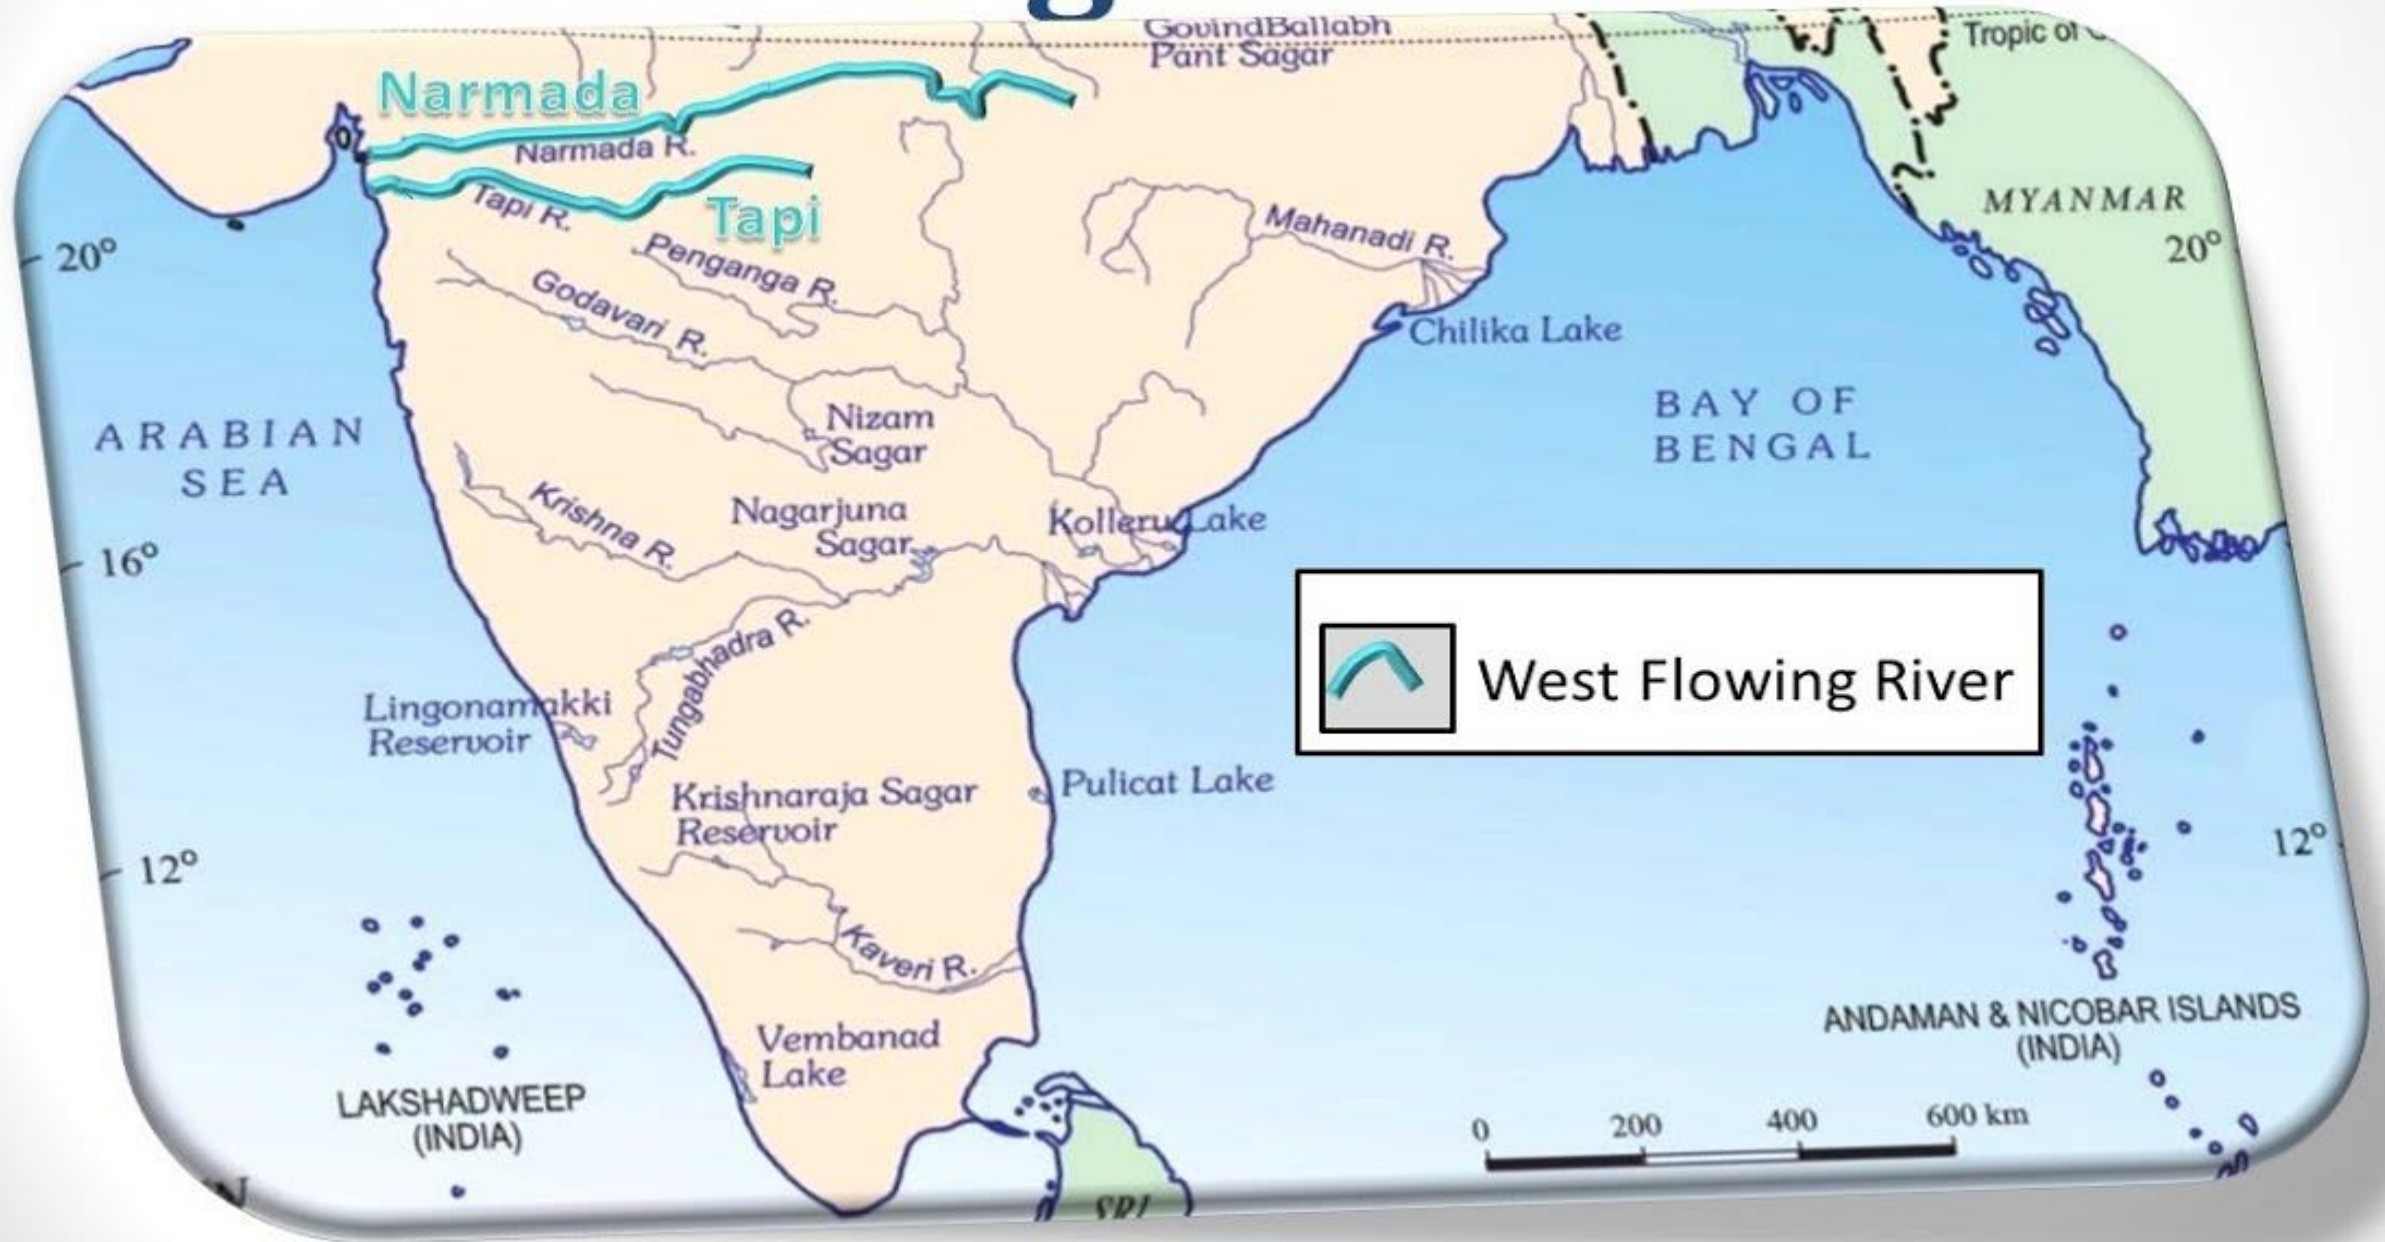 GovindBallabh
Pant Sagar
Tropic of
Narmada
Narmada R.
Tapi R.
Tapi
MYANMAR
20°
20°
Mahanadi R.
Penganga R.
Godavari R.
Chilika Lake
ARABIAN
SEA
Nizam
Sagar
BAY OF
BENGAL
Krishna R.
Nagarjuna
Sagar
Kolleru Lake
16°
Tungabhadra R.
West Flowing River
Lingonamakki
Reservoir
Krishnaraja Sagar
Reservoir
Pulicat Lake
12°
12°
Kaveri R.
Vembanad
Lake
ANDAMAN & NICOBAR ISLANDS
(INDIA)
LAKSHADWEEP
(INDIA)
0 200 400 600 km